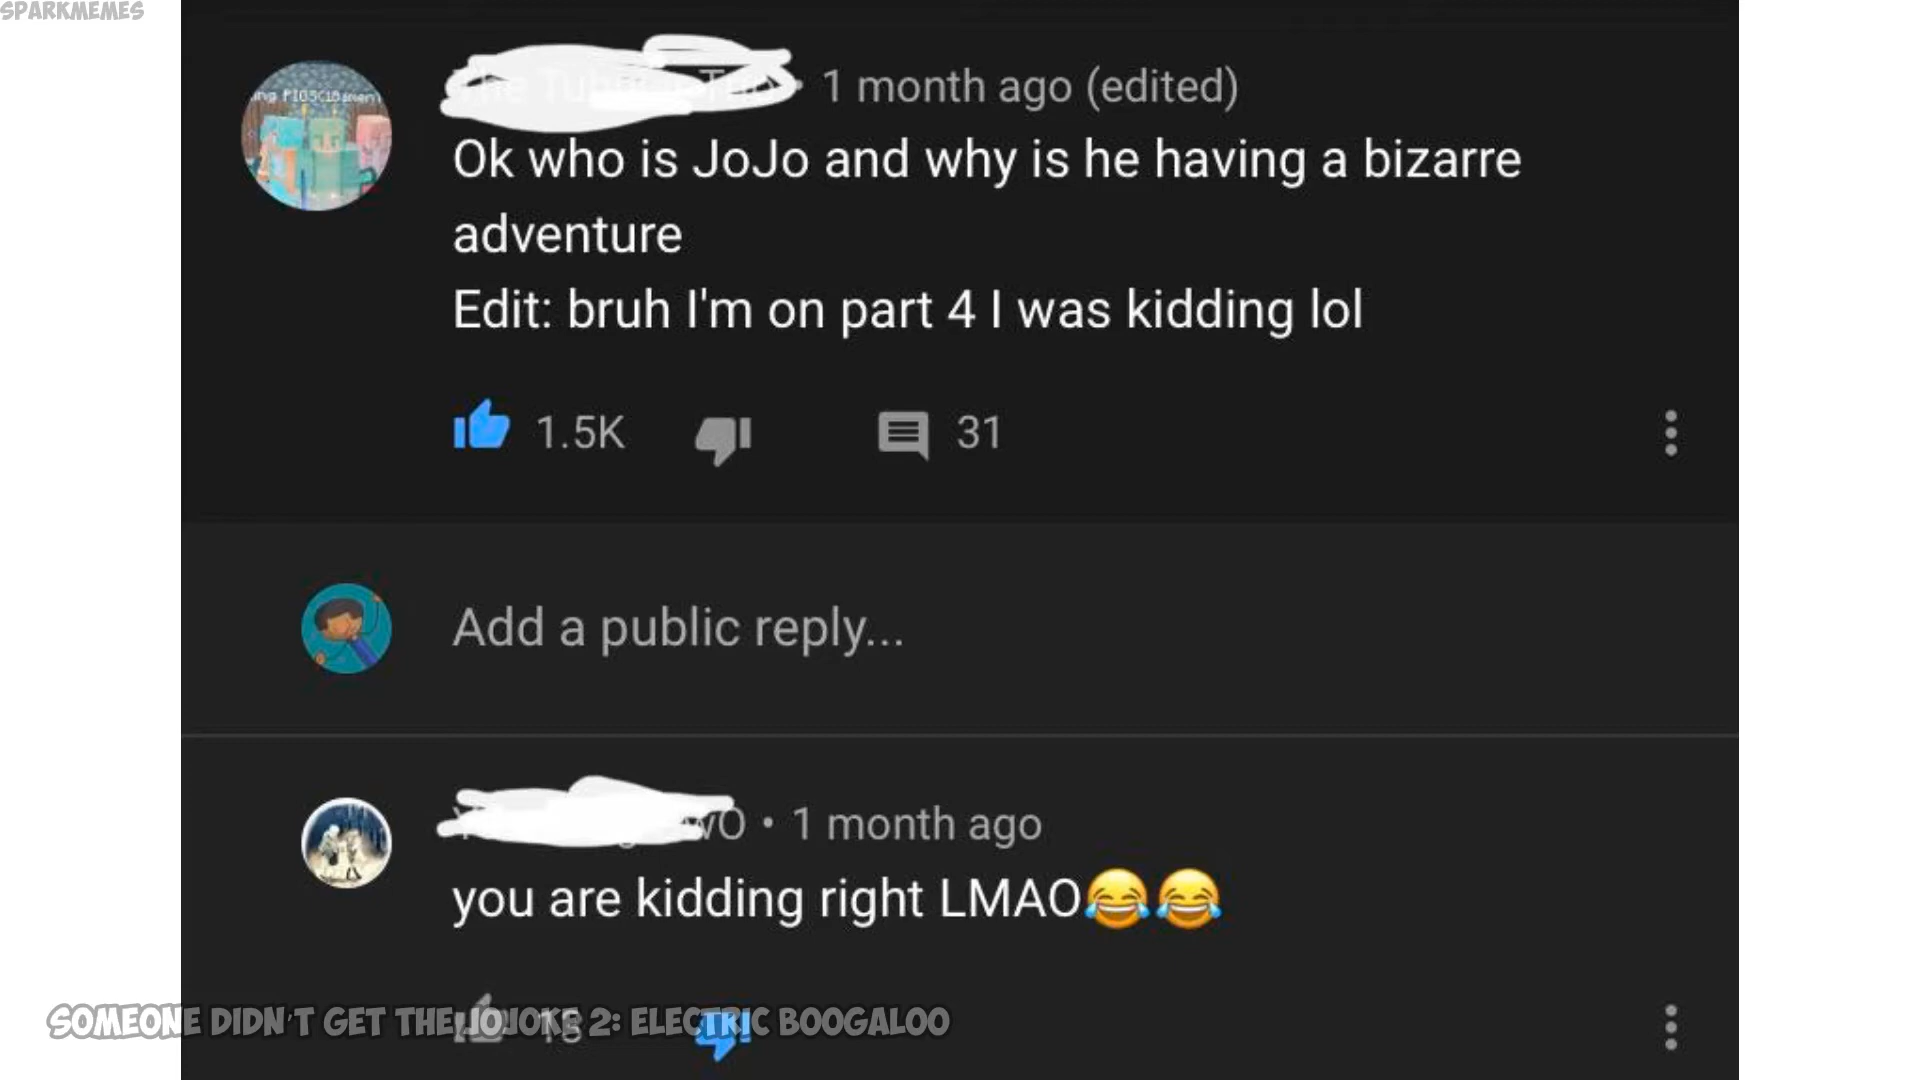 SPARKMEMES
1 month ago (edited)
Ok who is JoJo and why is he having a bizarre
adventure
Edit: bruh I'm on part 4 I was kidding lol
1.5K
31
Add a public reply...
wO • 1 month ago
you are kidding right LMAO😂😂
SOMEONE DIDN'T GET THE JOJOKE 2: ELECTRIC BOOGALOO